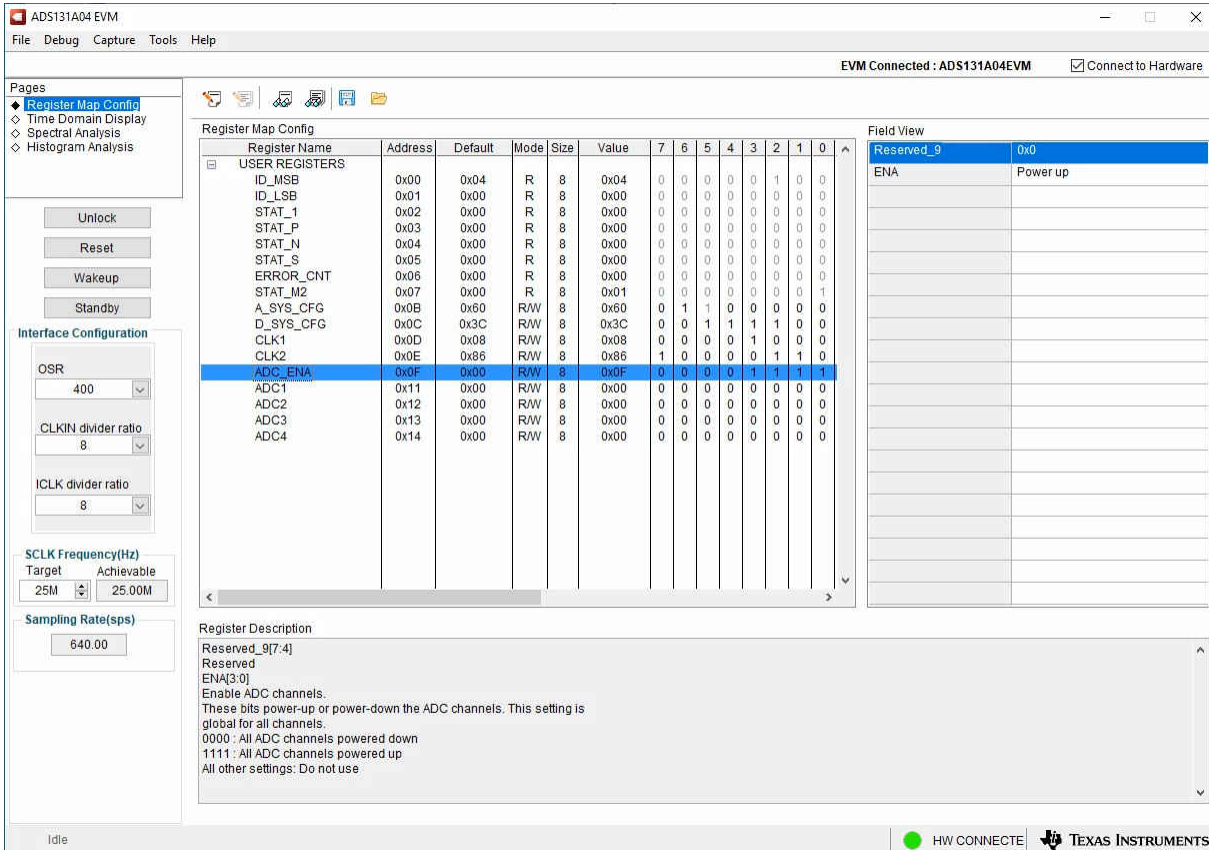 ADS131A04 EVM
File Debug Capture Tools Help
EVM Connected : ADS131A04EVM Connect to Hardware
Pages
Register Map Config
Time Domain Display
Spectral Analysis
Histogram Analysis
Unlock
Reset
Wakeup
Standby
Interface Configuration
OSR
400
CLKIN divider ratio
8
ICLK divider ratio
8
SCLK Frequency(Hz)
Target Achievable
25M 25.00M
Sampling Rate(sps)
640.00
Register Map Config
Register Name Address Default Mode Size Value 7 6 5 4 3 2 1 0
USER REGISTERS
ID_MSB 0x00 0x04 R 8 0x04 0 0 0 0 0 1 0 0
ID_LSB 0x01 0x00 R 8 0x00 0 0 0 0 0 0 0 0
STAT_1 0x02 0x00 R 8 0x00 0 0 0 0 0 0 0 0
STAT_P 0x03 0x00 R 8 0x00 0 0 0 0 0 0 0 0
STAT_N 0x04 0x00 R 8 0x00 0 0 0 0 0 0 0 0
STAT_S 0x05 0x00 R 8 0x00 0 0 0 0 0 0 0 0
ERROR_CNT 0x06 0x00 R 8 0x00 0 0 0 0 0 0 0 0
STAT_M2 0x07 0x00 R 8 0x01 0 0 0 0 0 0 0 1
A_SYS_CFG 0x0B 0x60 R/W 8 0x60 0 1 1 0 0 0 0 0
D_SYS_CFG 0x0C 0x3C R/W 8 0x3C 0 0 1 1 1 1 0 0
CLK1 0x0D 0x08 R/W 8 0x08 0 0 0 0 1 0 0 0
CLK2 0x0E 0x86 R/W 8 0x86 1 0 0 0 0 1 1 0
ADC_ENA 0x0F 0x00 R/W 8 0x0F 0 0 0 0 1 1 1 1
ADC1 0x11 0x00 R/W 8 0x00 0 0 0 0 0 0 0 0
ADC2 0x12 0x00 R/W 8 0x00 0 0 0 0 0 0 0 0
ADC3 0x13 0x00 R/W 8 0x00 0 0 0 0 0 0 0 0
ADC4 0x14 0x00 R/W 8 0x00 0 0 0 0 0 0 0 0
Field View
Reserved_9 0x0
ENA Power up
Register Description
Reserved_9[7:4]
Reserved
ENA[3:0]
Enable ADC channels.
These bits power-up or power-down the ADC channels. This setting is
global for all channels.
0000 : All ADC channels powered down
1111 : All ADC channels powered up
All other settings: Do not use
Idle HW CONNECTE TEXAS INSTRUMENTS